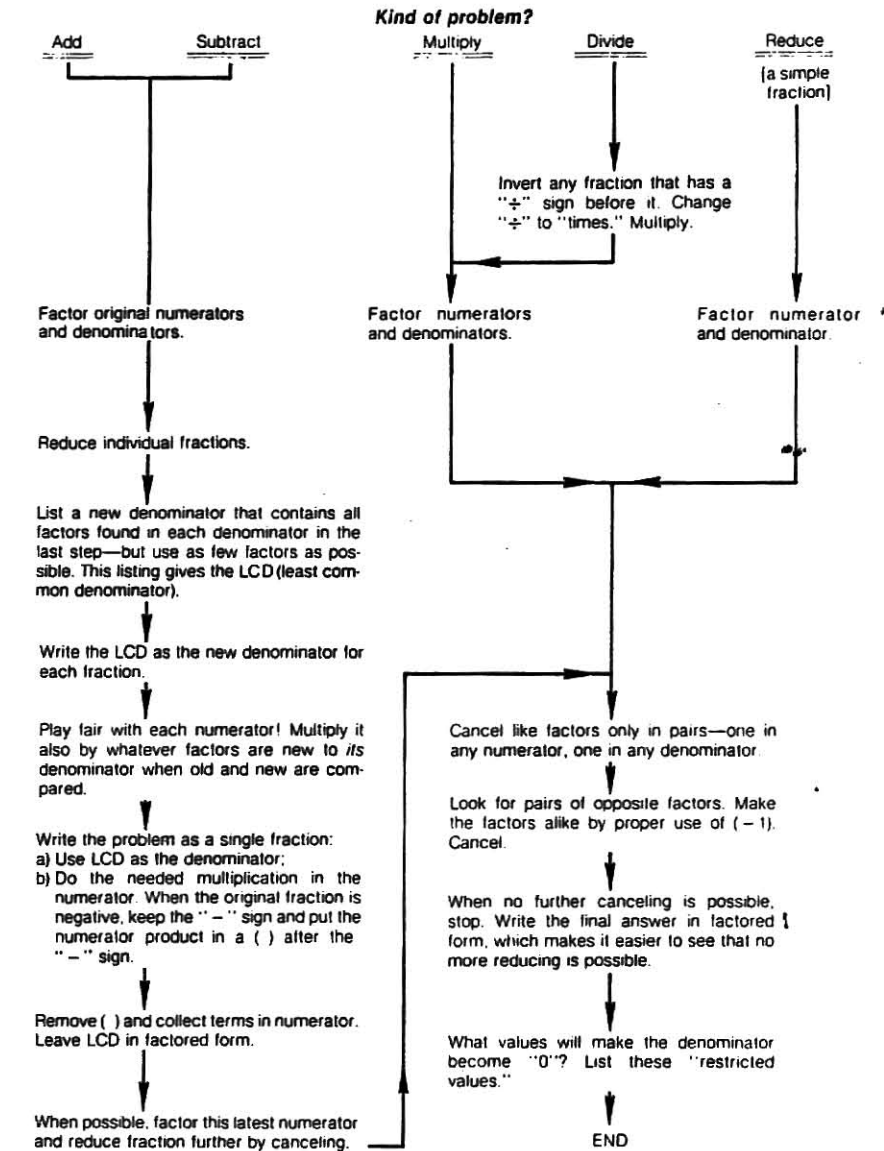 Kind of problem?
Add
Subtract
Multiply
Divide
Reduce
(a simple
fraction)
Invert any fraction that has a
"÷" sign before it. Change
"÷" to "times." Multiply.
Factor original numerators
and denominators.
Factor numerators
and denominators.
Factor numerator
and denominator.
Reduce individual fractions.
List a new denominator that contains all
factors found in each denominator in the
last step—but use as few factors as pos-
sible. This listing gives the LCD (least com-
mon denominator).
Write the LCD as the new denominator for
each fraction.
Play fair with each numerator! Multiply it
also by whatever factors are new to its
denominator when old and new are com-
pared.
Write the problem as a single fraction:
a) Use LCD as the denominator;
b) Do the needed multiplication in the
numerator. When the original fraction is
negative, keep the "–" sign and put the
numerator product in a ( ) after the
"–" sign.
Remove ( ) and collect terms in numerator.
Leave LCD in factored form.
When possible, factor this latest numerator
and reduce fraction further by canceling.
Cancel like factors only in pairs—one in
any numerator, one in any denominator.
Look for pairs of opposite factors. Make
the factors alike by proper use of (– 1).
Cancel.
When no further canceling is possible,
stop. Write the final answer in factored
form, which makes it easier to see that no
more reducing is possible.
What values will make the denominator
become "0"? List these "restricted
values."
END